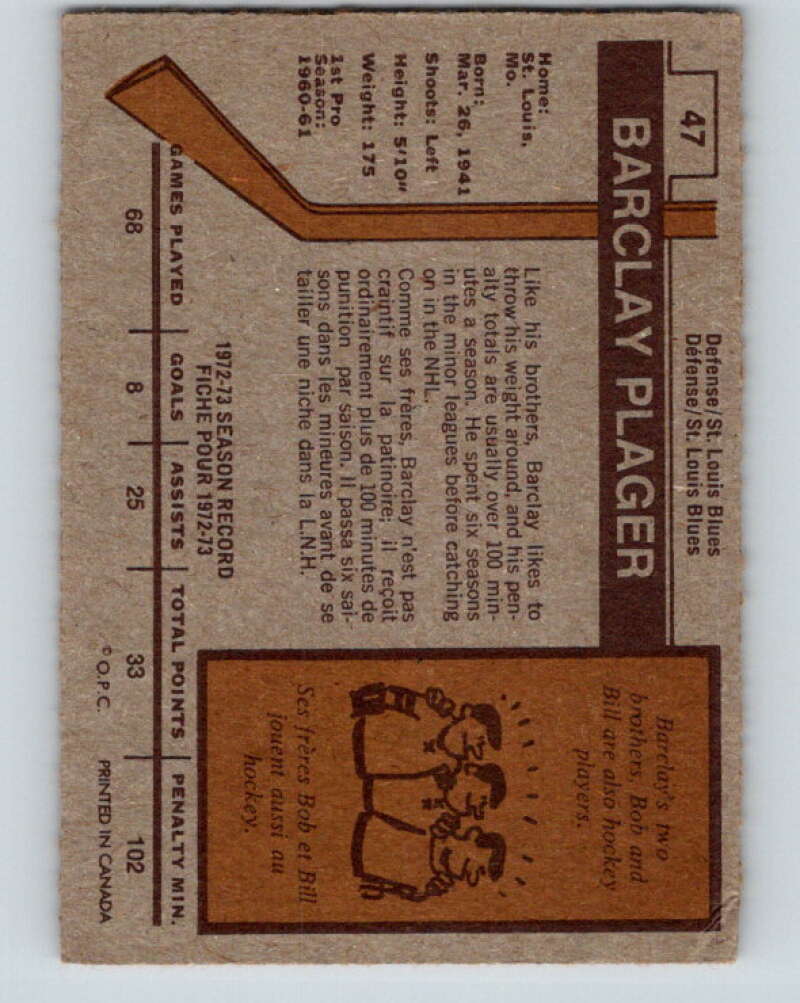 47
Defense/St. Louis Blues
Défense/St. Louis Blues
BARCLAY PLAGER
Home:
St. Louis,
Mo.
Born:
Mar. 26, 1941
Shoots: Left
Height: 5'10"
Weight: 175
1st Pro
Season:
1960-61
Like his brothers, Barclay likes to
throw his weight around, and his pen-
alty totals are usually over 100 min-
utes a season. He spent six seasons
in the minor leagues before catching
on in the NHL.
Comme ses frères, Barclay n'est pas
craintif sur la patinoire; il reçoit
ordinairement plus de 100 minutes de
punition par saison. Il passa six sai-
sons dans les mineures avant de se
tailler une niche dans la L.N.H.
Barclay's two
brothers, Bob and
Bill are also hockey
players.
Ses frères Bob et Bill
jouent aussi au
hockey.
1972-73 SEASON RECORD
FICHE POUR 1972-73
GAMES PLAYED GOALS ASSISTS TOTAL POINTS PENALTY MIN.
68 8 25 33 102
© O.P.C. PRINTED IN CANADA